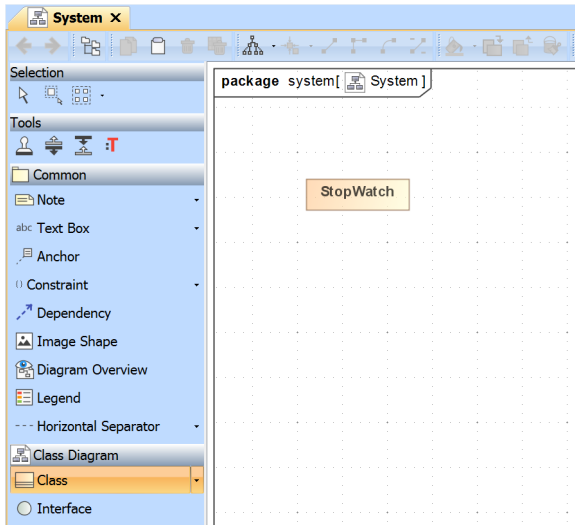 System ×
Selection
package system[ System ]
Tools
:T
Common
StopWatch
Note
abc Text Box
Anchor
() Constraint
Dependency
Image Shape
Diagram Overview
Legend
Horizontal Separator
Class Diagram
Class
Interface